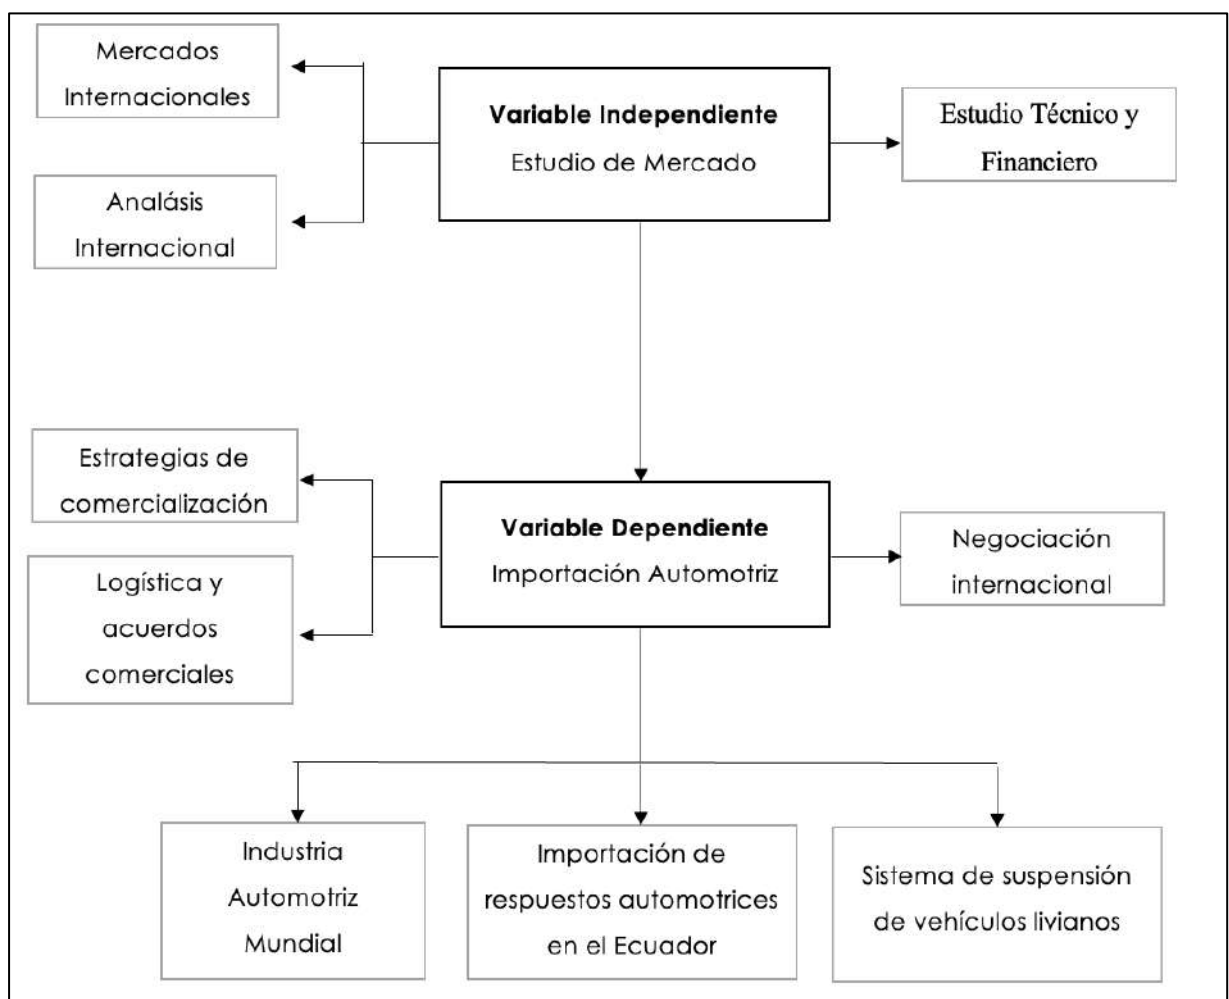 Mercados
Internacionales
Variable Independiente
Estudio de Mercado
Estudio Técnico y
Financiero
Analásis
Internacional
Estrategias de
comercialización
Variable Dependiente
Importación Automotriz
Negociación
internacional
Logística y
acuerdos
comerciales
Industria
Automotriz
Mundial
Importación de
respuestos automotrices
en el Ecuador
Sistema de suspensión
de vehículos livianos